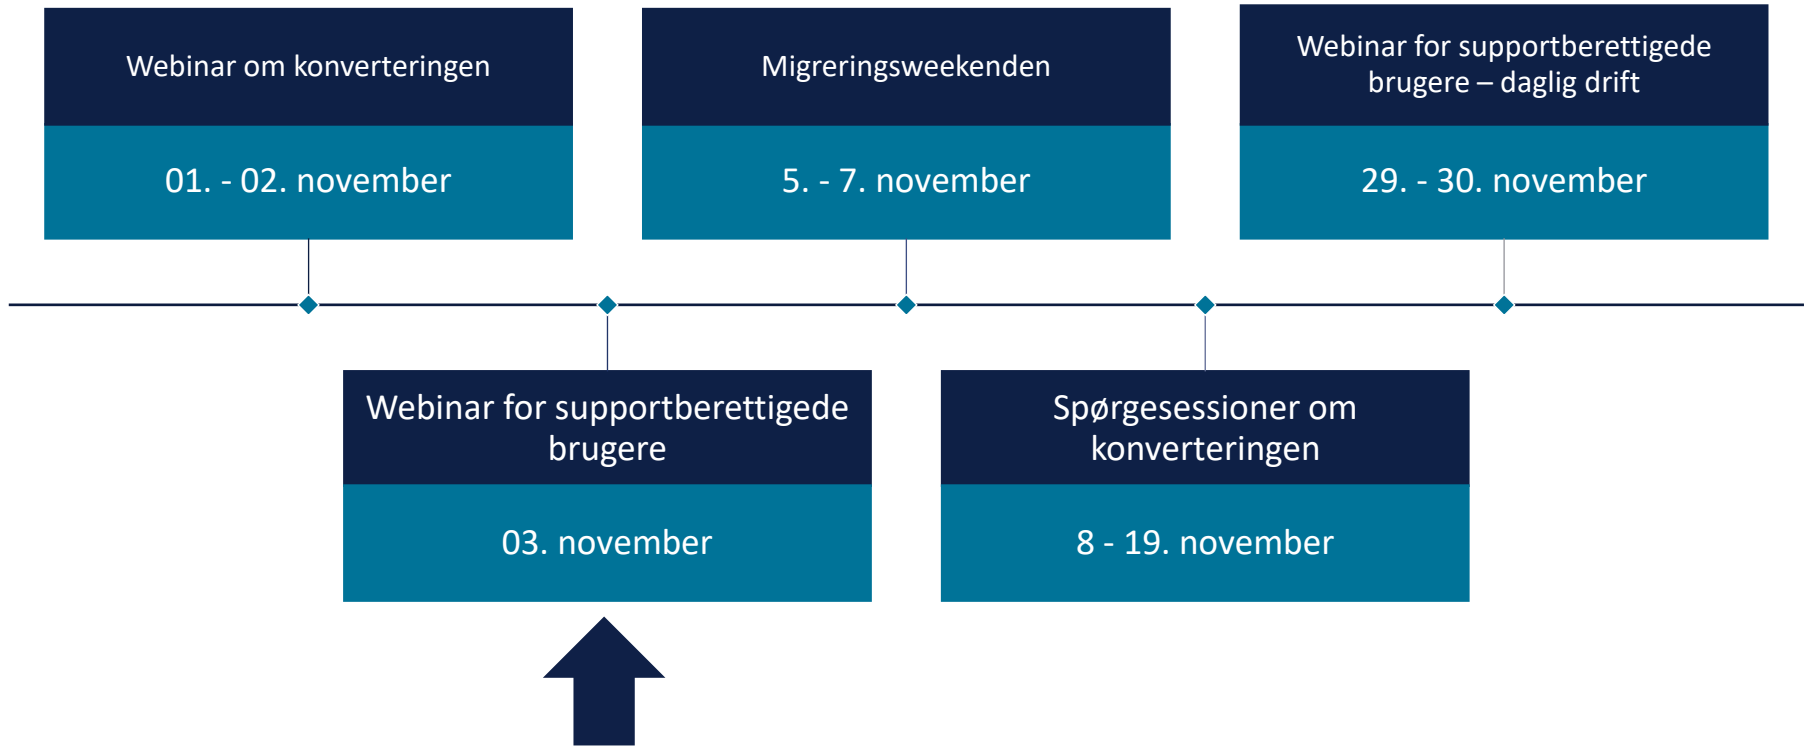 Webinar om konverteringen
01. - 02. november
Webinar for supportberettigede
brugere
03. november
Migreringsweekenden
5. - 7. november
Spørgesessioner om
konverteringen
8 - 19. november
Webinar for supportberettigede
brugere – daglig drift
29. - 30. november